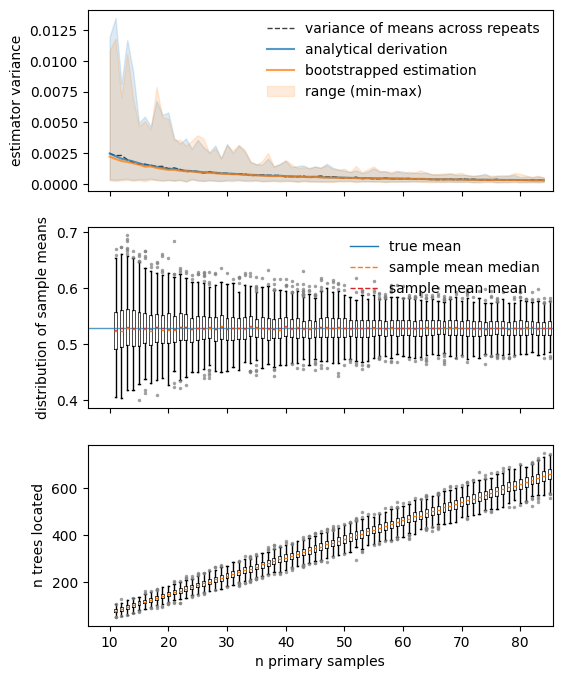 0.0125
0.0100
0.0075
0.0050
0.0025
0.0000
estimator variance
variance of means across repeats
analytical derivation
bootstrapped estimation
range (min-max)
0.7
0.6
0.5
0.4
distribution of sample means
true mean
sample mean median
sample mean mean
600
400
200
n trees located
10 20 30 40 50 60 70 80
n primary samples